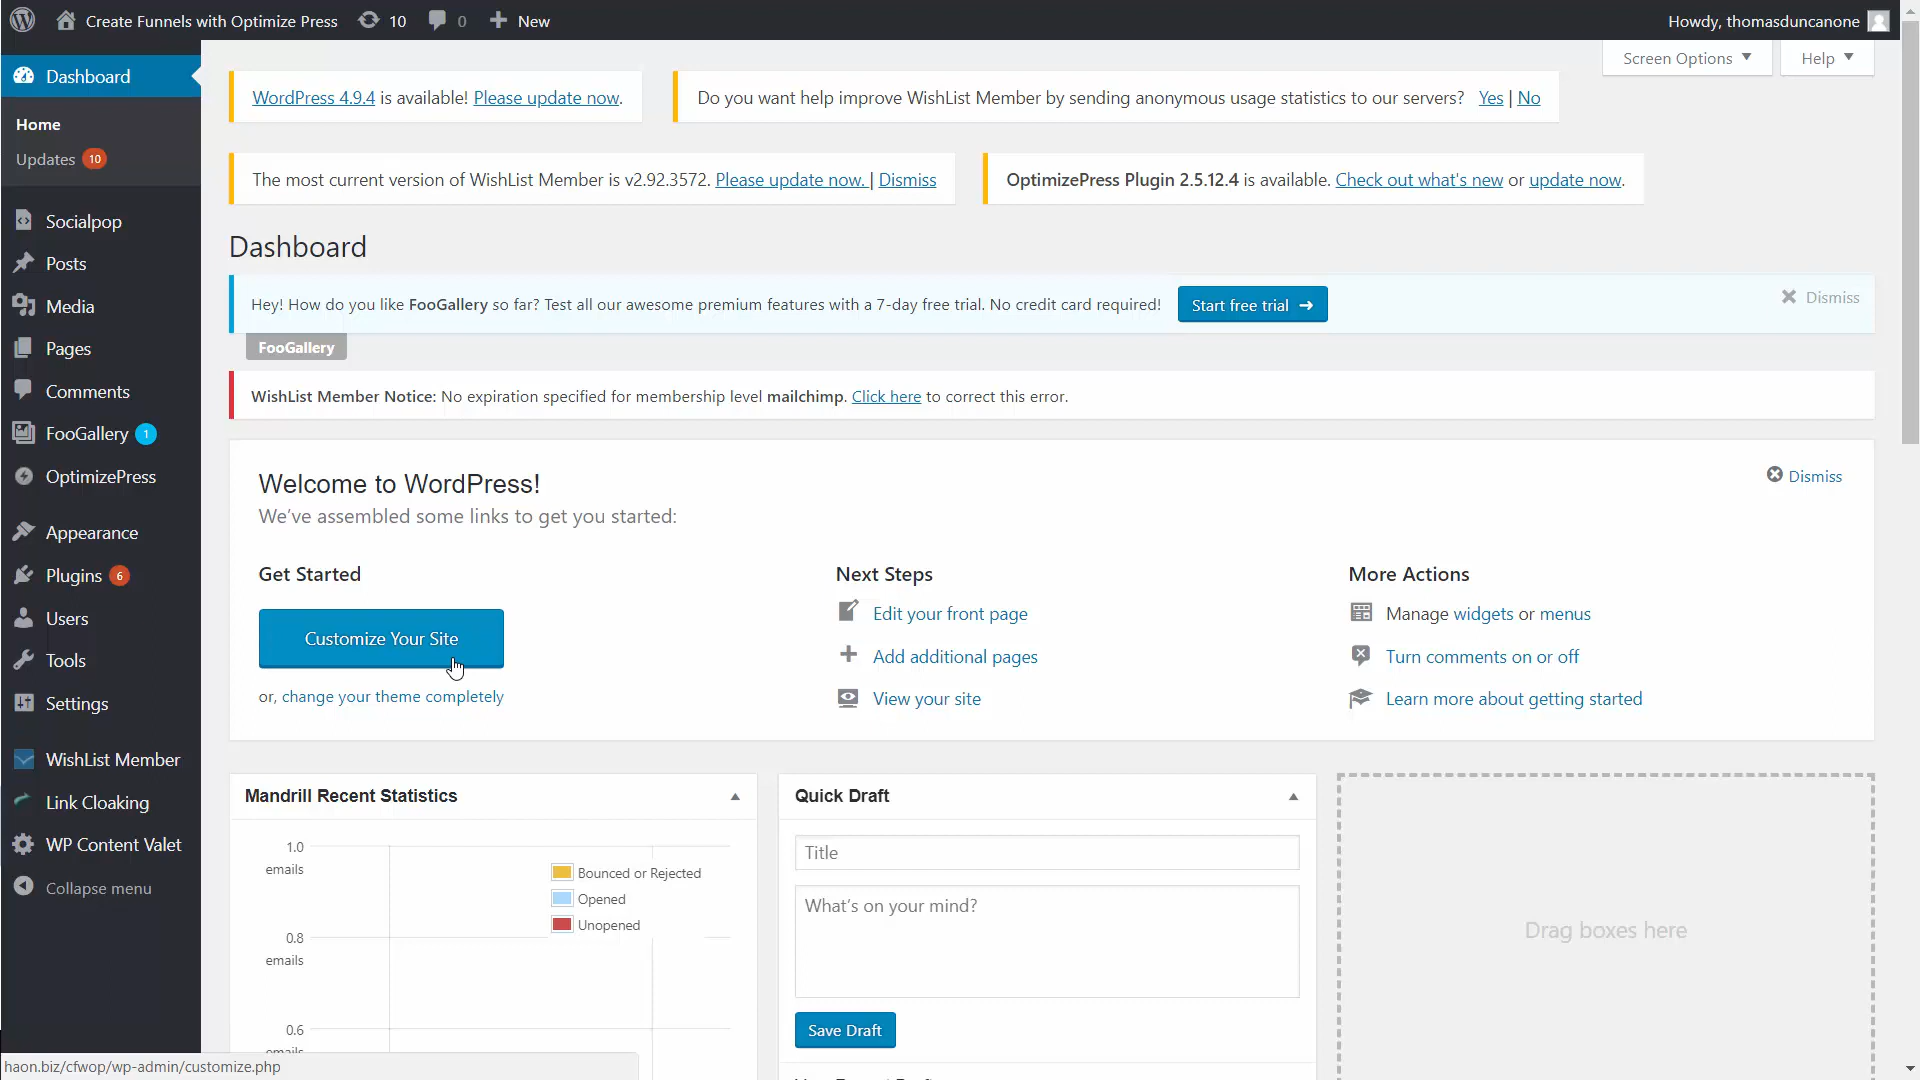 Create Funnels with Optimize Press 10 0 New
Howdy, thomasduncanone
Screen Options Help
Dashboard
Home
Updates 10
Socialpop
Posts
Media
Pages
Comments
FooGallery 1
OptimizePress
Appearance
Plugins 6
Users
Tools
Settings
WishList Member
Link Cloaking
WP Content Valet
Collapse menu
WordPress 4.9.4 is available! Please update now.
Do you want help improve WishList Member by sending anonymous usage statistics to our servers? Yes | No
The most current version of WishList Member is v2.92.3572. Please update now. | Dismiss
OptimizePress Plugin 2.5.12.4 is available. Check out what's new or update now.
Dashboard
Hey! How do you like FooGallery so far? Test all our awesome premium features with a 7-day free trial. No credit card required! Start free trial → Dismiss
FooGallery
WishList Member Notice: No expiration specified for membership level mailchimp. Click here to correct this error.
Welcome to WordPress!
Dismiss
We've assembled some links to get you started:
Get Started
Customize Your Site
or, change your theme completely
Next Steps
Edit your front page
Add additional pages
View your site
More Actions
Manage widgets or menus
Turn comments on or off
Learn more about getting started
Mandrill Recent Statistics
1.0
emails
0.8
emails
0.6
emails
Bounced or Rejected
Opened
Unopened
Quick Draft
Title
What's on your mind?
Save Draft
Drag boxes here
haon.biz/cfwop/wp-admin/customize.php